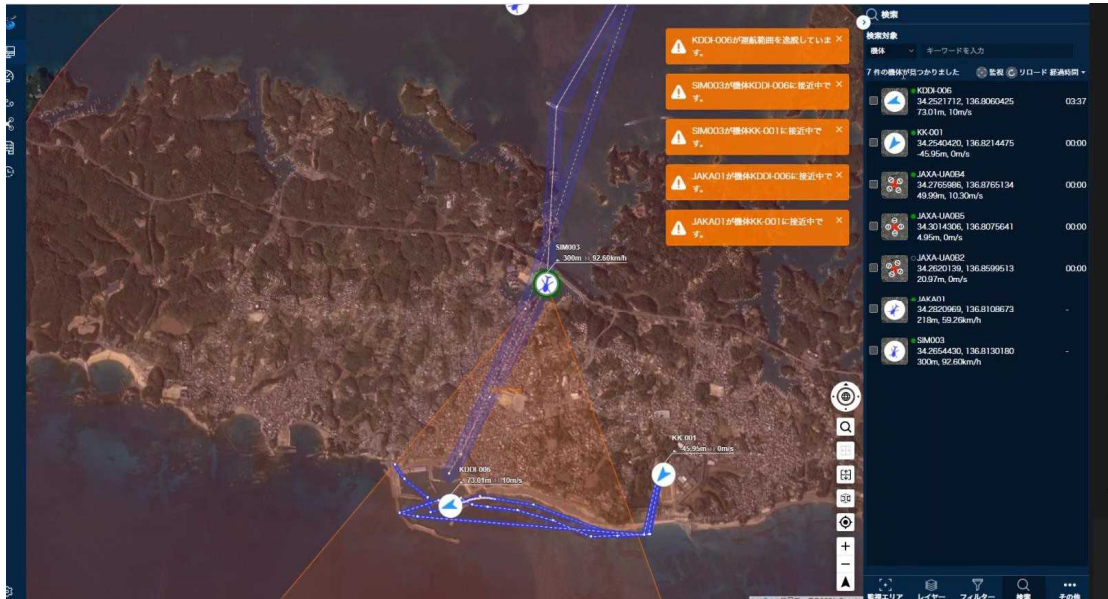 KDDI-006が運航範囲を逸脱していま
す。
SIM003が機体KDDI-006に接近中で
す。
SIM003が機体KK-001に接近中で
す。
JAKA01が機体KDDI-006に接近中で
す。
JAKA01が機体KK-001に接近中で
す。
SIM003
300m 92.60km/h
KK-001
-45.95m 0m/s
KDDI-006
73.01m 10m/s
検索
検索対象
機体 キーワードを入力
7 件の機体が見つかりました 監視 リロード 経過時間
KDDI-006
34.2521712, 136.8060425 03:37
73.01m, 10m/s
KK-001
34.2540420, 136.8214475 00:00
-45.95m, 0m/s
JAXA-UA0B4
34.2765986, 136.8765134 00:00
49.99m, 10.30m/s
JAXA-UA0B5
34.3014306, 136.8075641 00:00
4.95m, 0m/s
JAXA-UA0B2
34.2620139, 136.8599513 00:00
20.97m, 0m/s
JAKA01
34.2820969, 136.8108673 -
218m, 59.26km/h
SIM003
34.2654430, 136.8130180 -
300m, 92.60km/h
監視エリア レイヤー フィルター 検索 その他